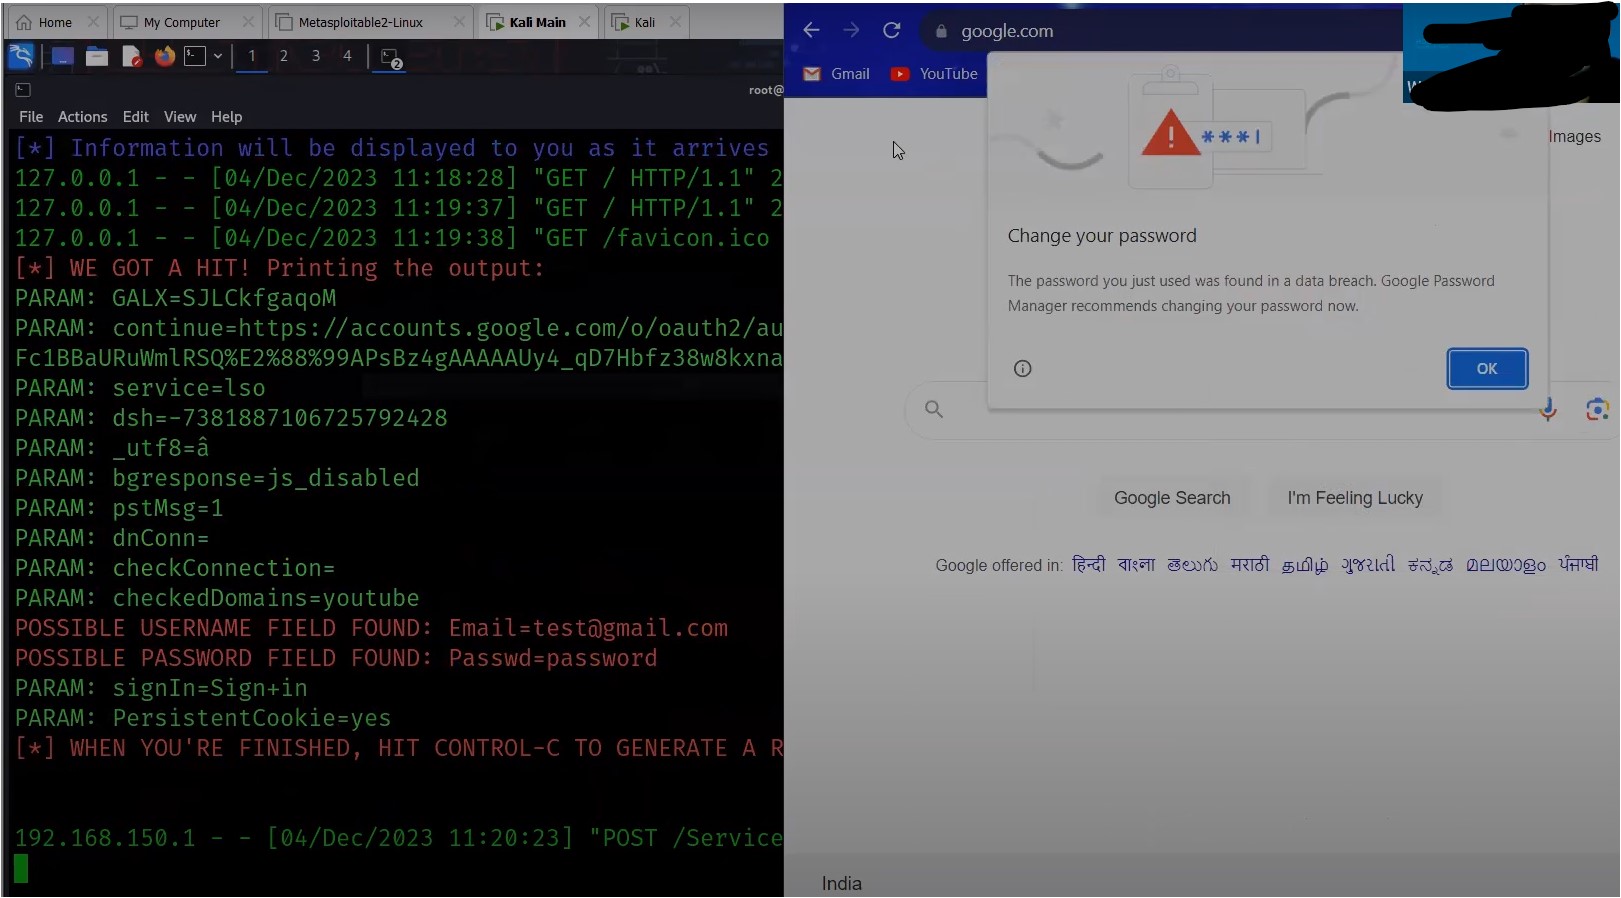 Home
My Computer
Metasploitable2-Linux
Kali Main
Kali
1 2 3 4
2
root@
File Actions Edit View Help
[*] Information will be displayed to you as it arrives
127.0.0.1 - - [04/Dec/2023 11:18:28] "GET / HTTP/1.1" 2
127.0.0.1 - - [04/Dec/2023 11:19:37] "GET / HTTP/1.1" 2
127.0.0.1 - - [04/Dec/2023 11:19:38] "GET /favicon.ico
[*] WE GOT A HIT! Printing the output:
PARAM: GALX=SJLCkfgaqoM
PARAM: continue=https://accounts.google.com/o/oauth2/au
Fc1BBaURuWmlRSQ%E2%88%99APsBz4gAAAAAUy4_qD7Hbfz38w8kxna
PARAM: service=lso
PARAM: dsh=-7381887106725792428
PARAM: _utf8=â
PARAM: bgresponse=js_disabled
PARAM: pstMsg=1
PARAM: dnConn=
PARAM: checkConnection=
PARAM: checkedDomains=youtube
POSSIBLE USERNAME FIELD FOUND: Email=test@gmail.com
POSSIBLE PASSWORD FIELD FOUND: Passwd=password
PARAM: signIn=Sign+in
PARAM: PersistentCookie=yes
[*] WHEN YOU'RE FINISHED, HIT CONTROL-C TO GENERATE A R
192.168.150.1 - - [04/Dec/2023 11:20:23] "POST /Service
google.com
Gmail
YouTube
Images
***
Change your password
The password you just used was found in a data breach. Google Password
Manager recommends changing your password now.
OK
Google Search
I'm Feeling Lucky
Google offered in: हिन्दी বাংলা తెలుగు मराठी தமிழ் ગુજરાતી ಕನ್ನಡ മലയാളം ਪੰਜਾਬੀ
India